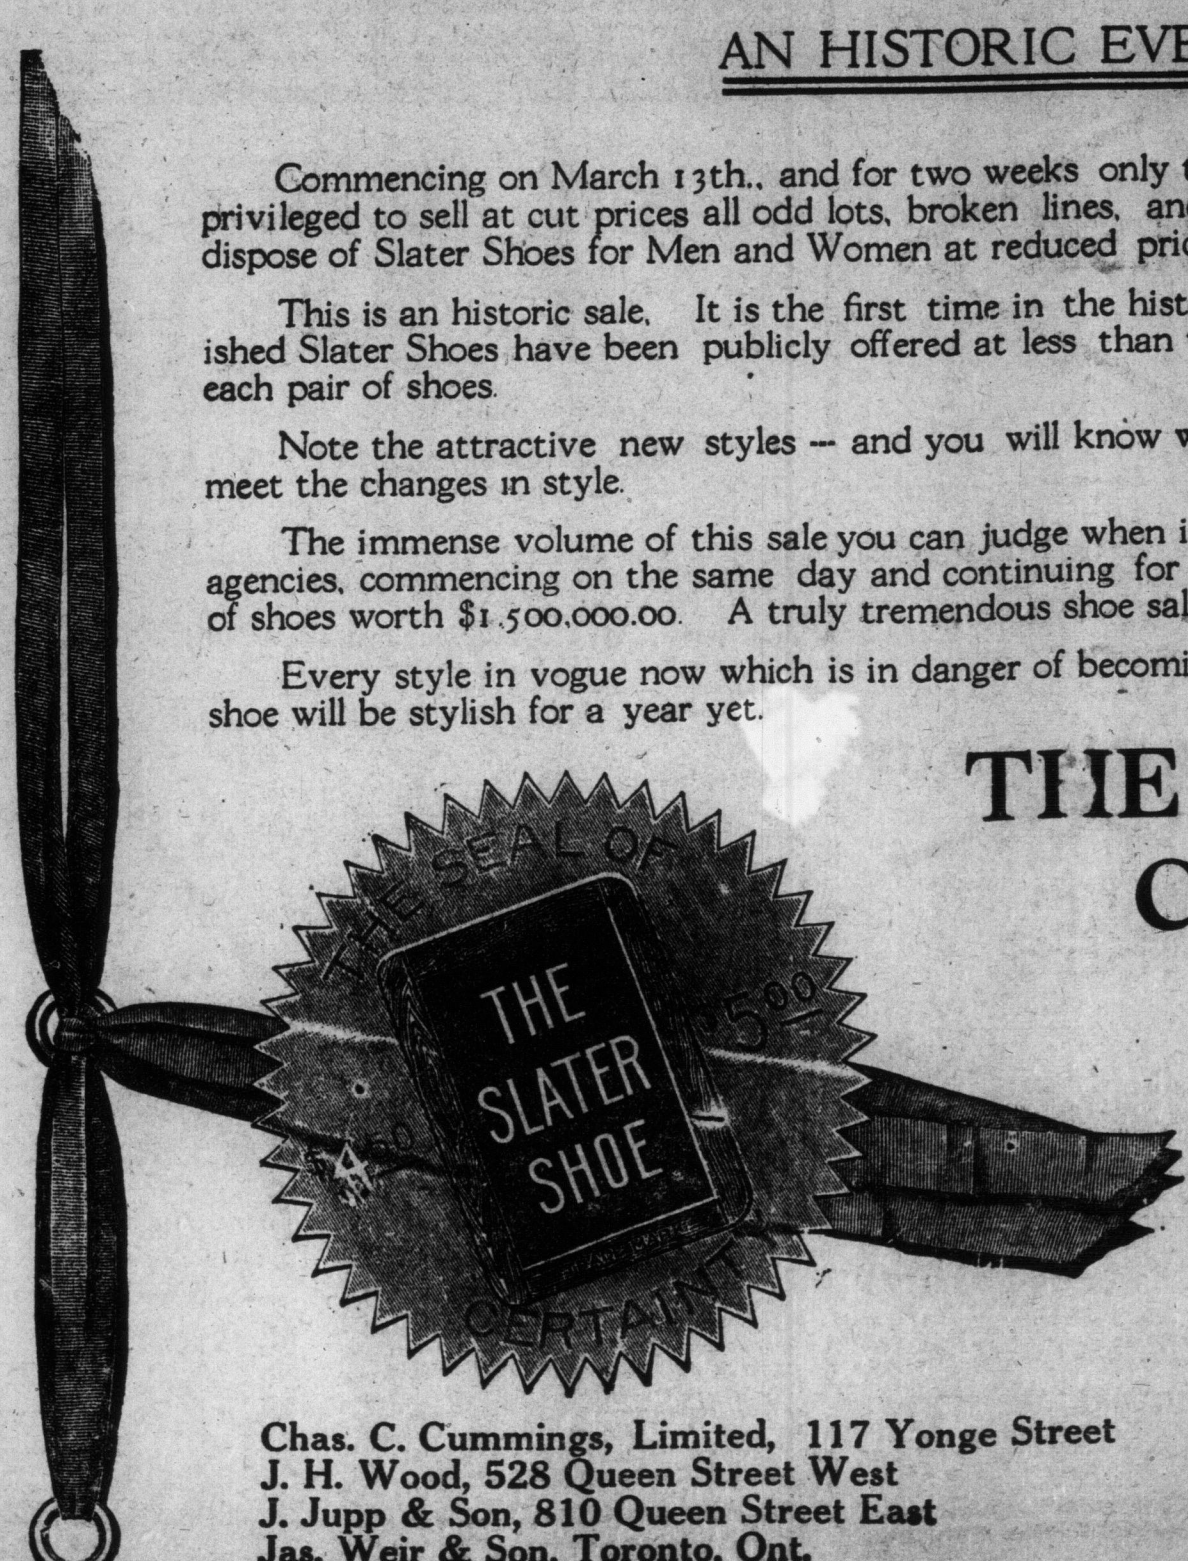 AN HISTORIC EVE
Commencing on March 13th., and for two weeks only t
privileged to sell at cut prices all odd lots, broken lines, and
dispose of Slater Shoes for Men and Women at reduced pric
This is an historic sale. It is the first time in the hist
ished Slater Shoes have been publicly offered at less than
each pair of shoes.
Note the attractive new styles -- and you will know w
meet the changes in style.
The immense volume of this sale you can judge when i
agencies, commencing on the same day and continuing for
of shoes worth $1,500,000.00. A truly tremendous shoe sal
Every style in vogue now which is in danger of becomi
shoe will be stylish for a year yet.
THE
C
THE SEAL OF
$5.00
THE
SLATER
SHOE
CERTAINTY
Chas. C. Cummings, Limited, 117 Yonge Street
J. H. Wood, 528 Queen Street West
J. Jupp & Son, 810 Queen Street East
Jas. Weir & Son, Toronto, Ont.